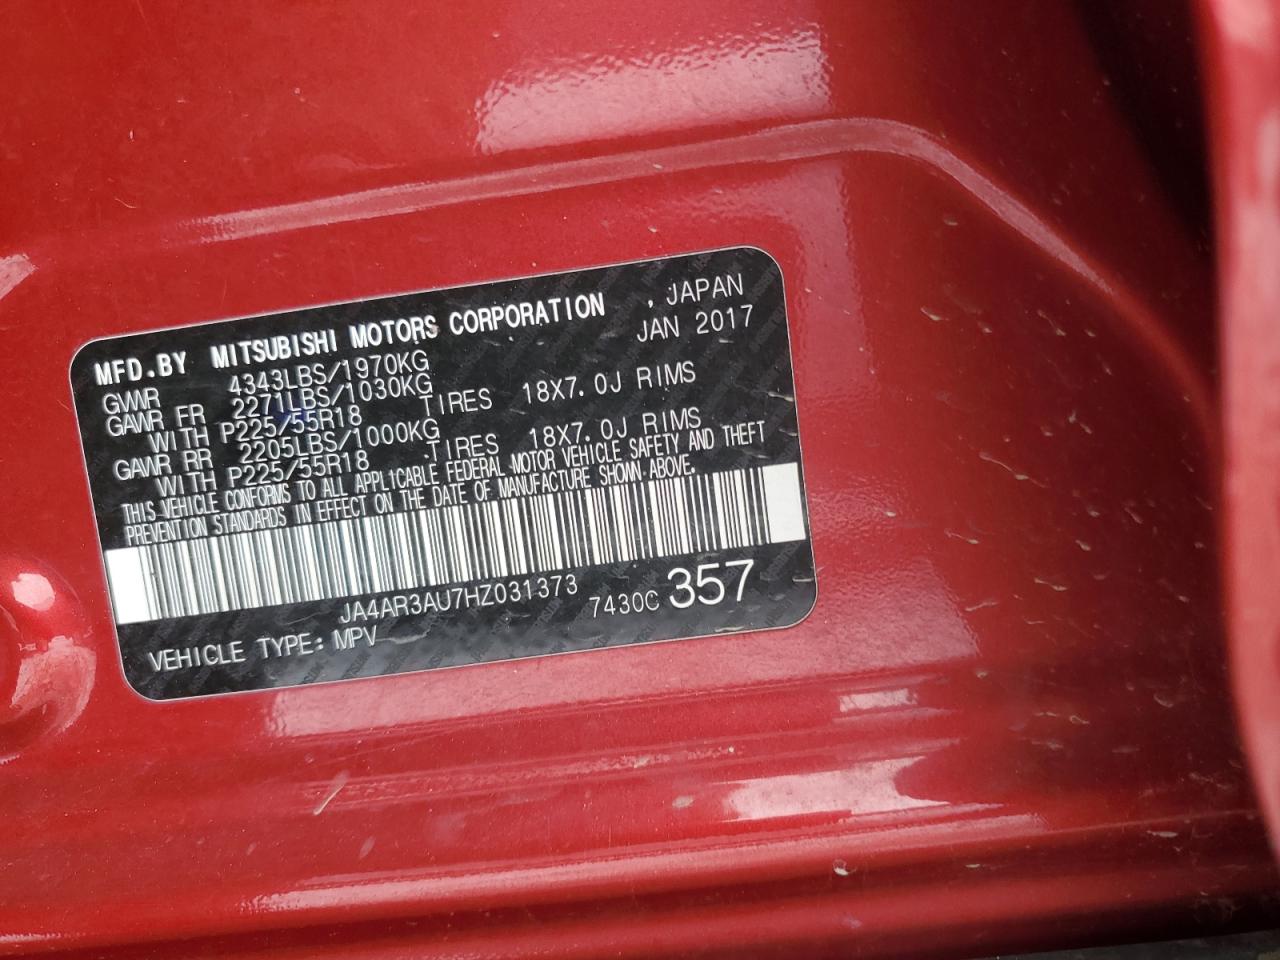 MFD.BY MITSUBISHI MOTORS CORPORATION , JAPAN
GVWR 4343LBS/1970KG JAN 2017
GAWR FR 2271LBS/1030KG
WITH P225/55R18 TIRES 18X7.0J RIMS
GAWR RR 2205LBS/1000KG
WITH P225/55R18 TIRES 18X7.0J RIMS
THIS VEHICLE CONFORMS TO ALL APPLICABLE FEDERAL MOTOR VEHICLE SAFETY AND THEFT
PREVENTION STANDARDS IN EFFECT ON THE DATE OF MANUFACTURE SHOWN ABOVE.
JA4AR3AU7HZ031373 7430C 357
VEHICLE TYPE: MPV